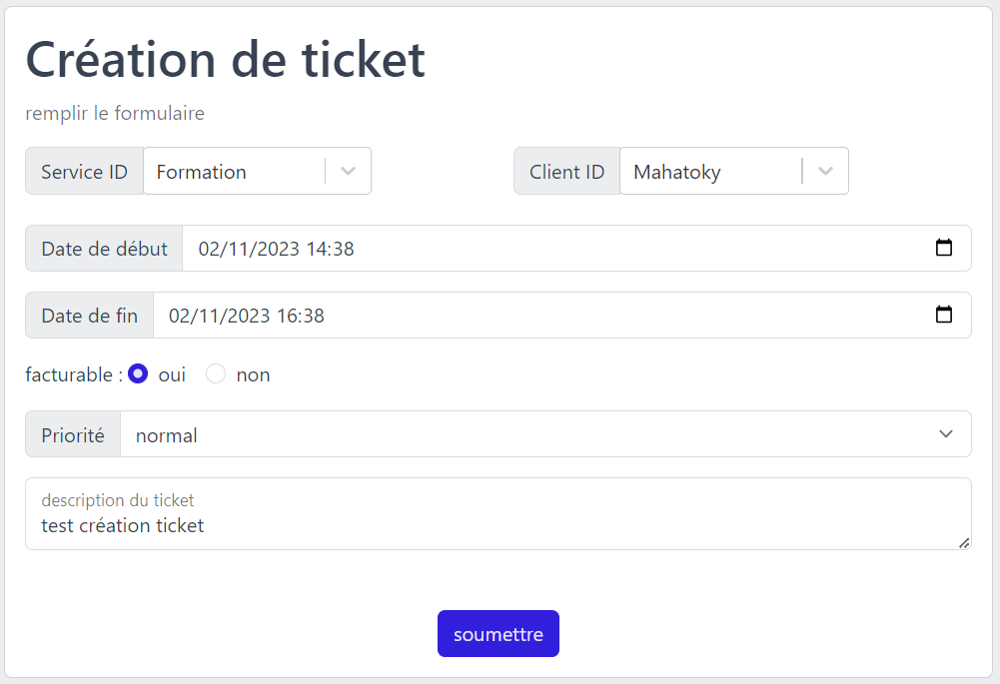 Création de ticket
remplir le formulaire
Service ID Formation Client ID Mahatoky
Date de début 02/11/2023 14:38
Date de fin 02/11/2023 16:38
facturable : oui non
Priorité normal
description du ticket
test création ticket
soumettre